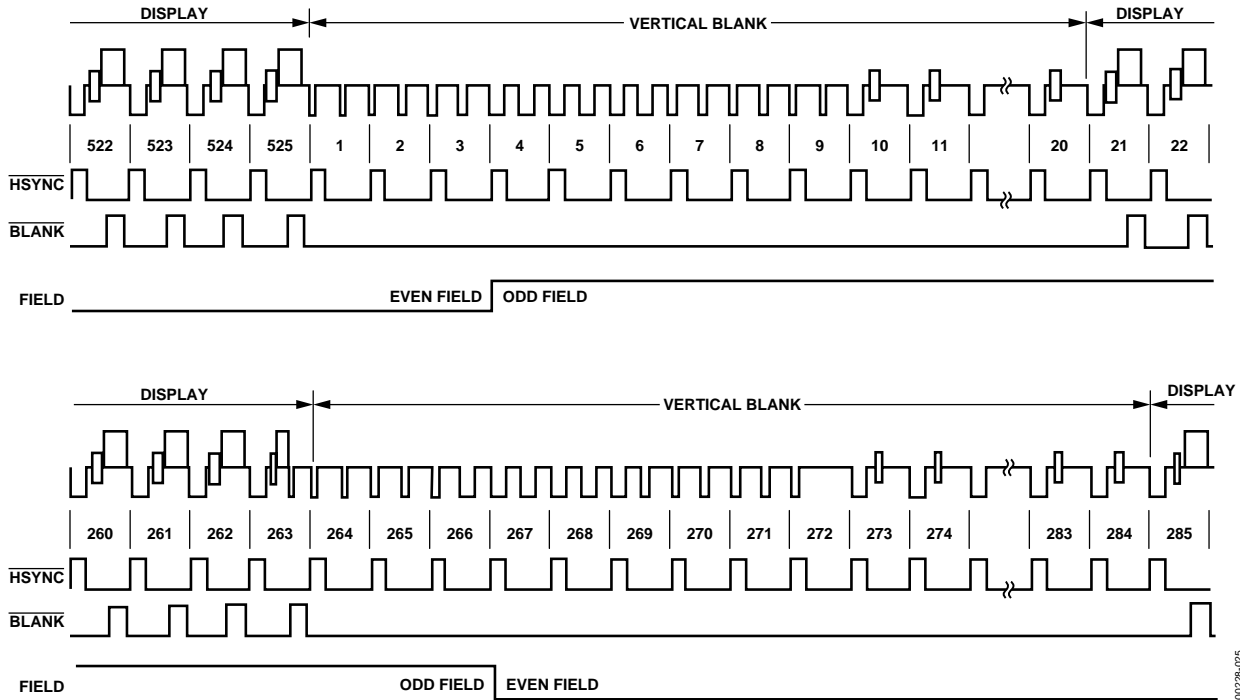 DISPLAY VERTICAL BLANK DISPLAY
522 523 524 525 1 2 3 4 5 6 7 8 9 10 11 20 21 22
HSYNC
BLANK
FIELD EVEN FIELD ODD FIELD
DISPLAY VERTICAL BLANK DISPLAY
260 261 262 263 264 265 266 267 268 269 270 271 272 273 274 283 284 285
HSYNC
BLANK
FIELD ODD FIELD EVEN FIELD
00228-025